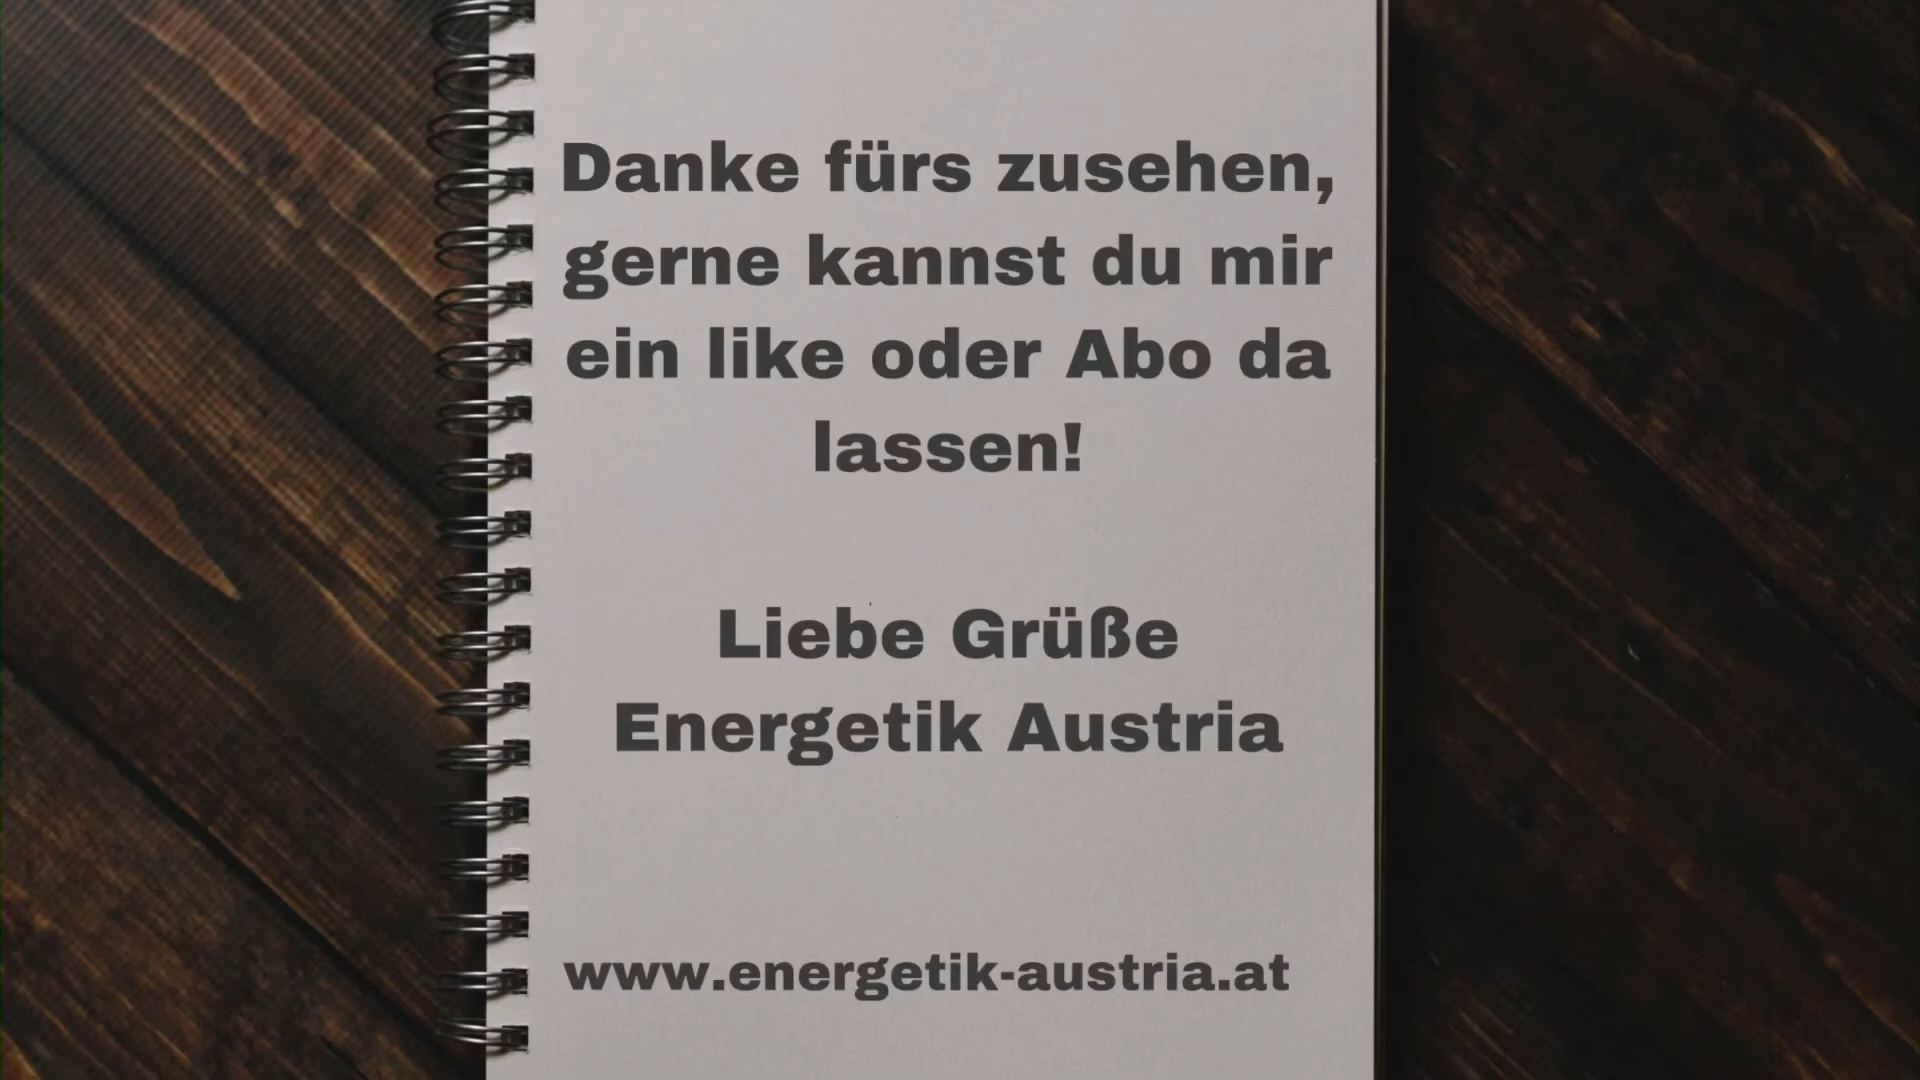 Danke fürs zusehen,
gerne kannst du mir
ein like oder Abo da
lassen!
Liebe Grüße
Energetik Austria
www.energetik-austria.at